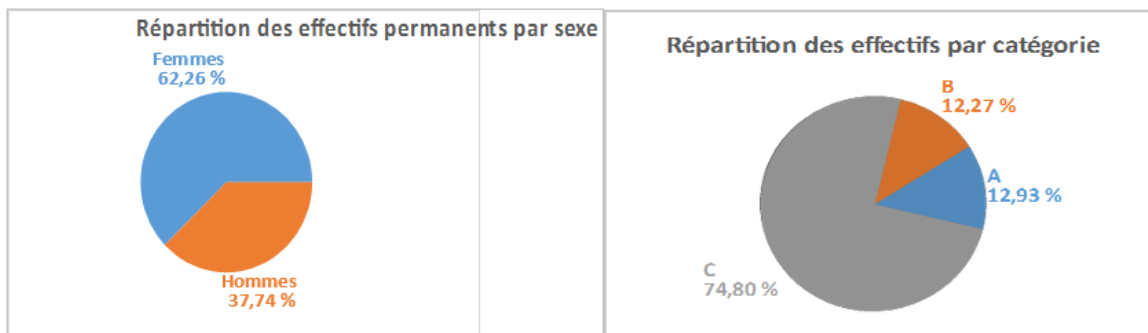 Répartition des effectifs permanents par sexe
Femmes
62,26 %
Hommes
37,74 %
Répartition des effectifs par catégorie
B
12,27 %
A
12,93 %
C
74,80 %